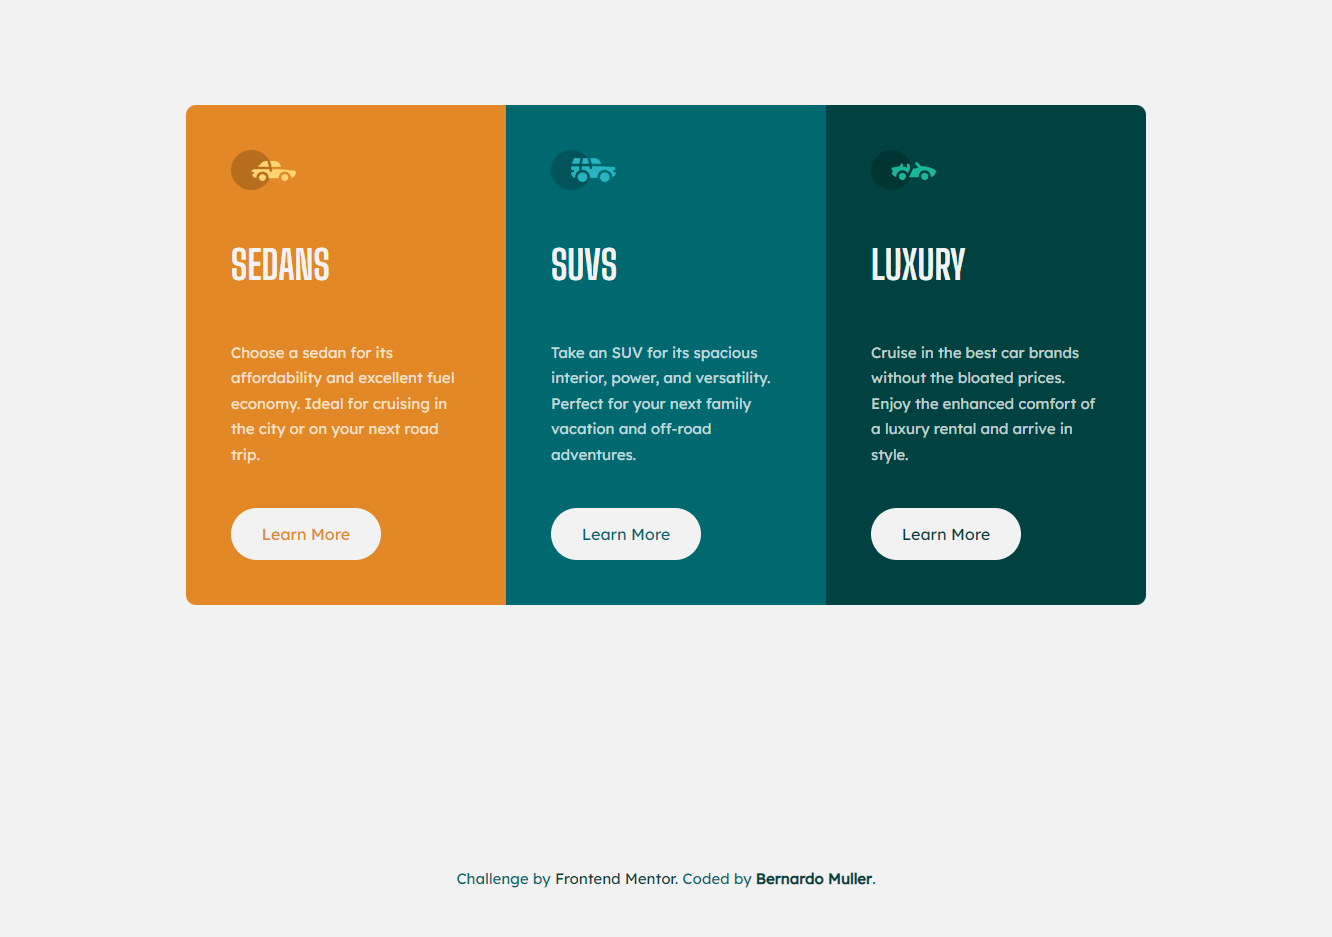 SEDANS
Choose a sedan for its
affordability and excellent fuel
economy. Ideal for cruising in
the city or on your next road
trip.
Learn More
SUVS
Take an SUV for its spacious
interior, power, and versatility.
Perfect for your next family
vacation and off-road
adventures.
Learn More
LUXURY
Cruise in the best car brands
without the bloated prices.
Enjoy the enhanced comfort of
a luxury rental and arrive in
style.
Learn More
Challenge by Frontend Mentor. Coded by Bernardo Muller.